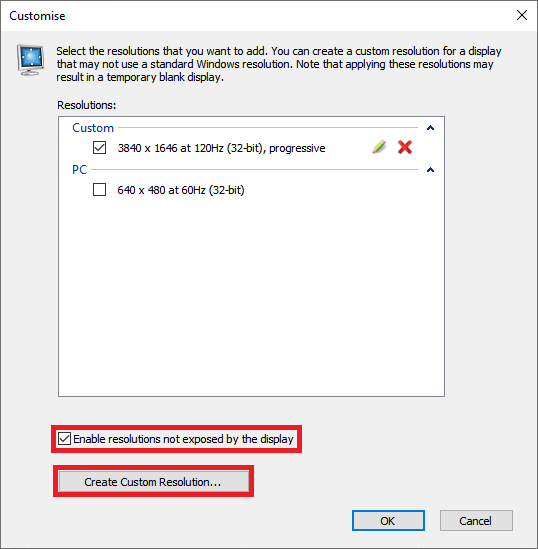 Customise
Select the resolutions that you want to add. You can create a custom resolution for a display
that may not use a standard Windows resolution. Note that applying these resolutions may
result in a temporary blank display.
Resolutions:
Custom
3840 x 1646 at 120Hz (32-bit), progressive
PC
640 x 480 at 60Hz (32-bit)
Enable resolutions not exposed by the display
Create Custom Resolution...
OK
Cancel